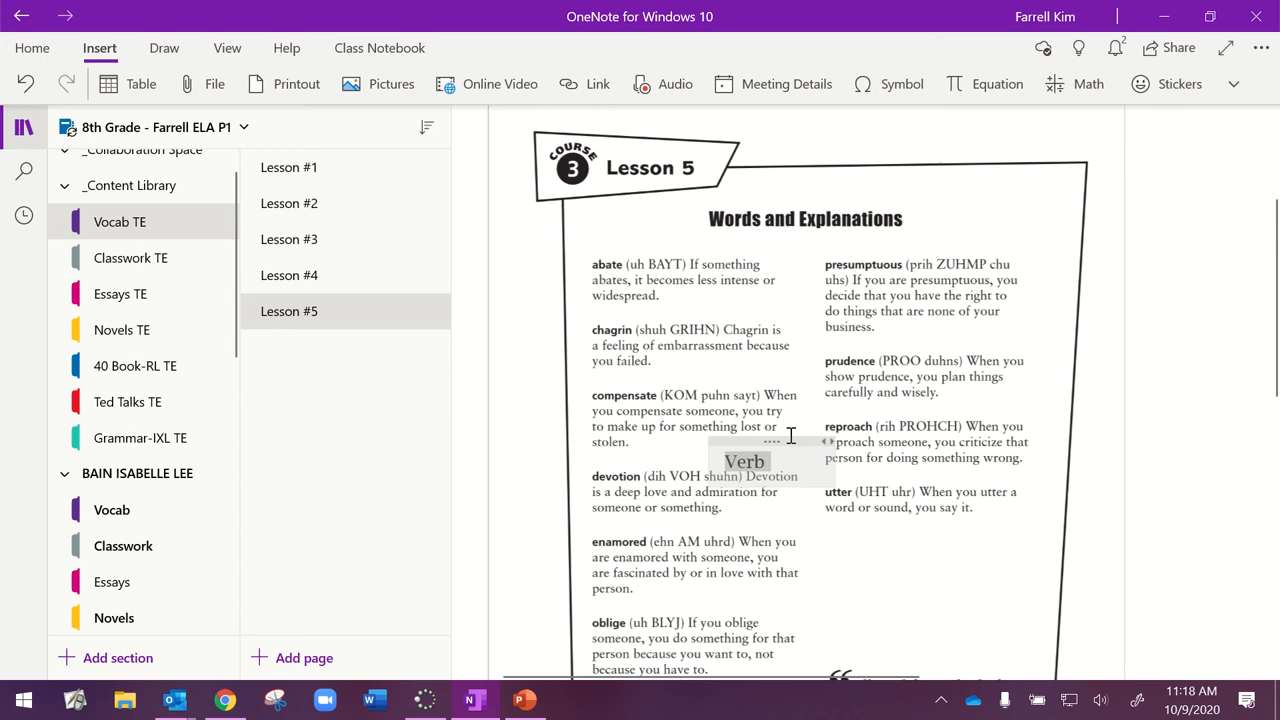 OneNote for Windows 10
Farrell Kim
Home Insert Draw View Help Class Notebook
2 Share
Table File Printout Pictures Online Video Link Audio Meeting Details Symbol Equation Math Stickers
8th Grade - Farrell ELA P1
_Collaboration Space
_Content Library
Vocab TE
Classwork TE
Essays TE
Novels TE
40 Book-RL TE
Ted Talks TE
Grammar-IXL TE
BAIN ISABELLE LEE
Vocab
Classwork
Essays
Novels
Add section
Lesson #1
Lesson #2
Lesson #3
Lesson #4
Lesson #5
Add page
COURSE
3 Lesson 5
Words and Explanations
abate (uh BAYT) If something
abates, it becomes less intense or
widespread.
chagrin (shuh GRIHN) Chagrin is
a feeling of embarrassment because
you failed.
compensate (KOM puhn sayt) When
you compensate someone, you try
to make up for something lost or
stolen.
Verb
devotion (dih VOH shuhn) Devotion
is a deep love and admiration for
someone or something.
enamored (ehn AM uhrd) When you
are enamored with someone, you
are fascinated by or in love with that
person.
oblige (uh BLYJ) If you oblige
someone, you do something for that
person because you want to, not
because you have to.
presumptuous (prih ZUHMP chu
uhs) If you are presumptuous, you
decide that you have the right to
do things that are none of your
business.
prudence (PROO duhns) When you
show prudence, you plan things
carefully and wisely.
reproach (rih PROHCH) When you
reproach someone, you criticize that
person for doing something wrong.
utter (UHT uhr) When you utter a
word or sound, you say it.
11:18 AM
10/9/2020